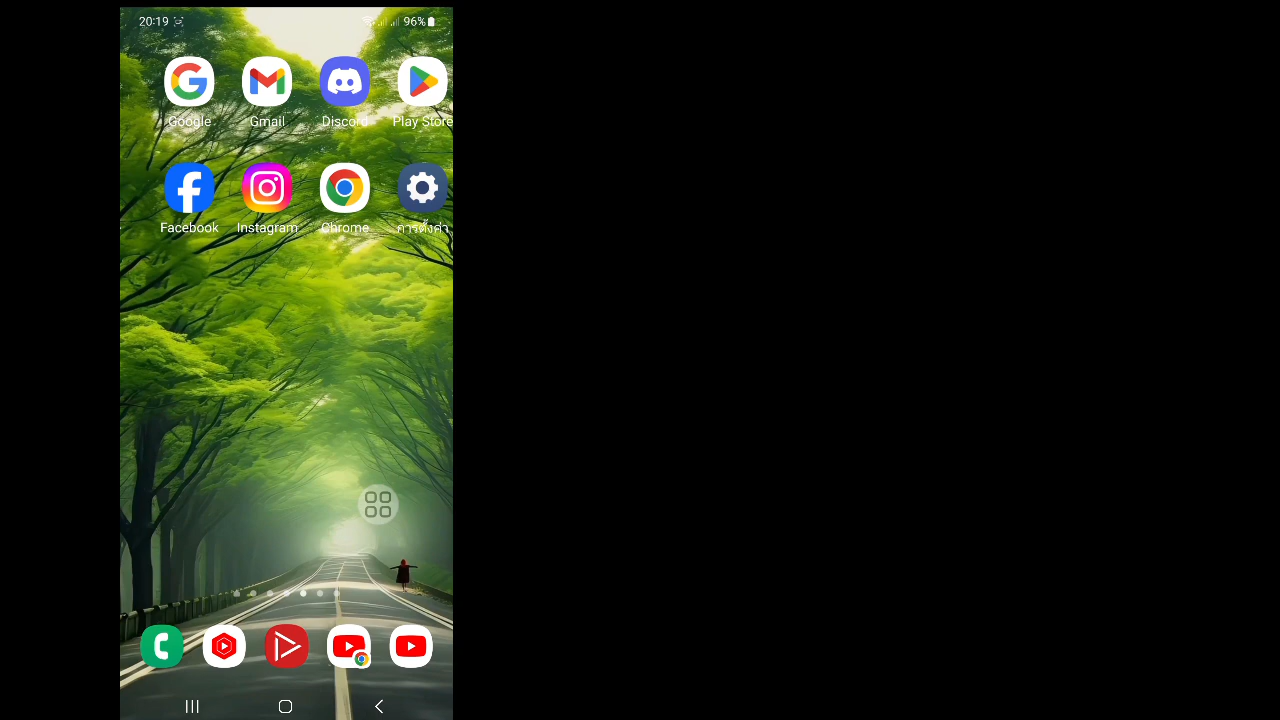 20:19 96%
Google Gmail Discord Play Store
Facebook Instagram Chrome การตั้งค่า